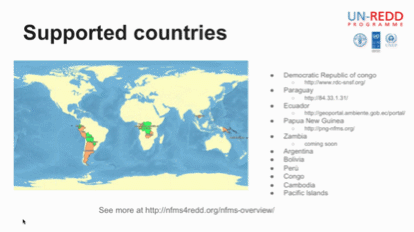 Supported countries
UN-REDD
PROGRAMME
Democratic Republic of congo
http://www.rdc-snsf.org/
Paraguay
http://84.33.1.31/
Ecuador
http://geoportal.ambiente.gob.ec/portal/
Papua New Guinea
http://png-nfms.org/
Zambia
coming soon
Argentina
Bolivia
Perú
Congo
Cambodia
Pacific Islands
See more at http://nfms4redd.org/nfms-overview/